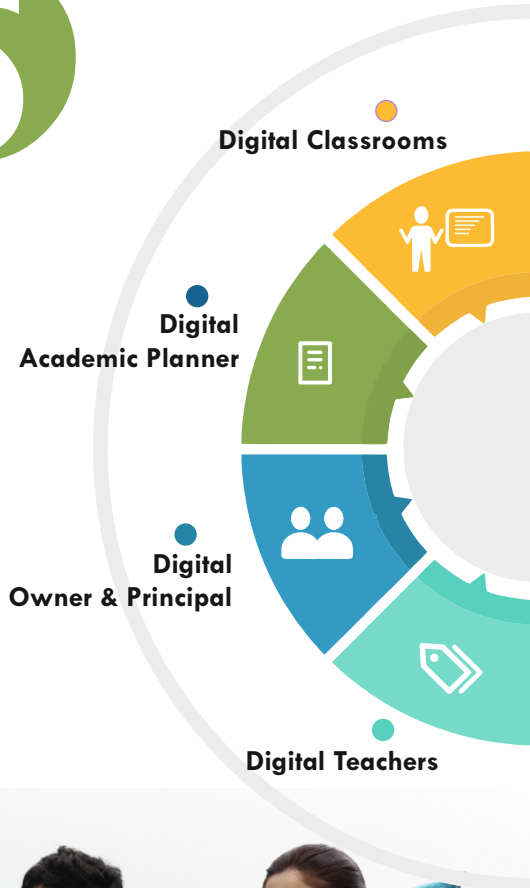 Digital Classrooms
Digital
Academic Planner
Digital
Owner & Principal
Digital Teachers